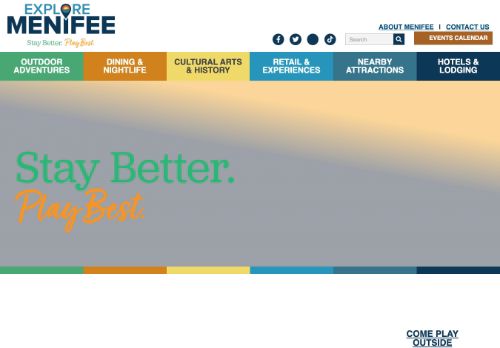 EXPLORE
MENIFEE
Stay Better. Play Best.
ABOUT MENIFEE | CONTACT US
Search
EVENTS CALENDAR
OUTDOOR
ADVENTURES
DINING &
NIGHTLIFE
CULTURAL ARTS
& HISTORY
RETAIL &
EXPERIENCES
NEARBY
ATTRACTIONS
HOTELS &
LODGING
Stay Better.
Play Best.
COME PLAY
OUTSIDE